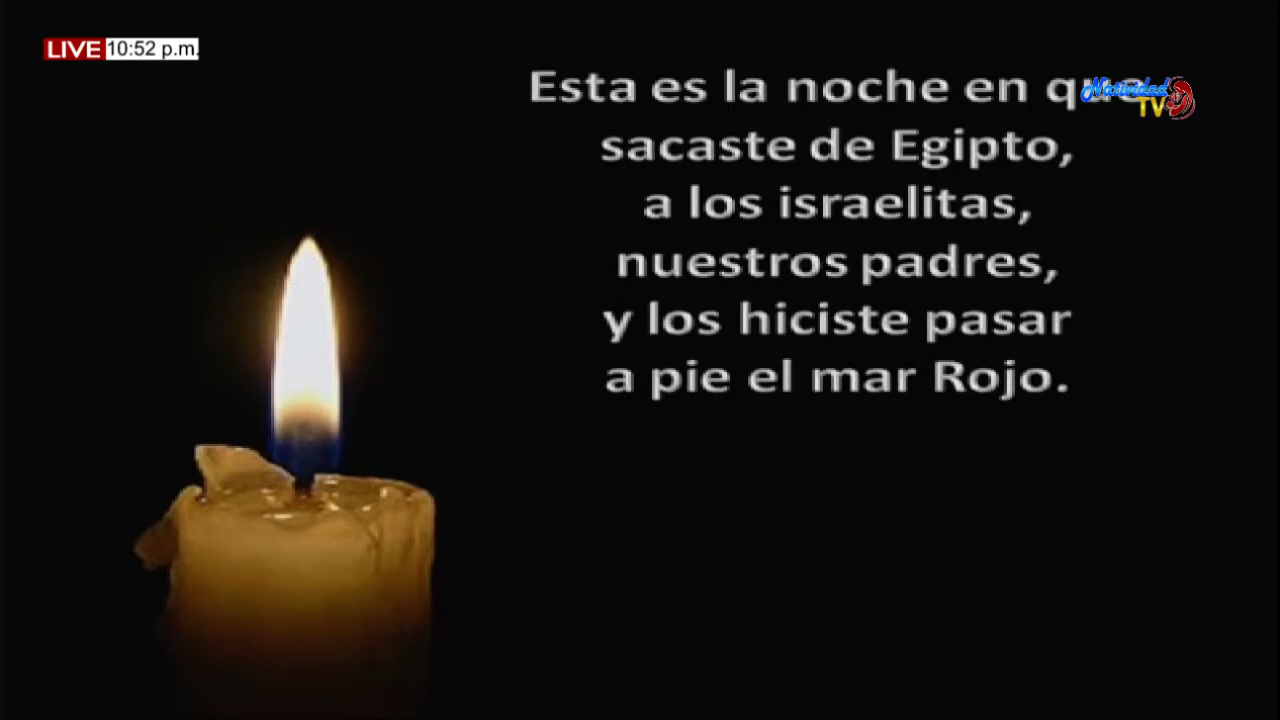 LIVE 10:52 p.m.
Esta es la noche en que
Natividad
TV
sacaste de Egipto,
a los israelitas,
nuestros padres,
y los hiciste pasar
a pie el mar Rojo.